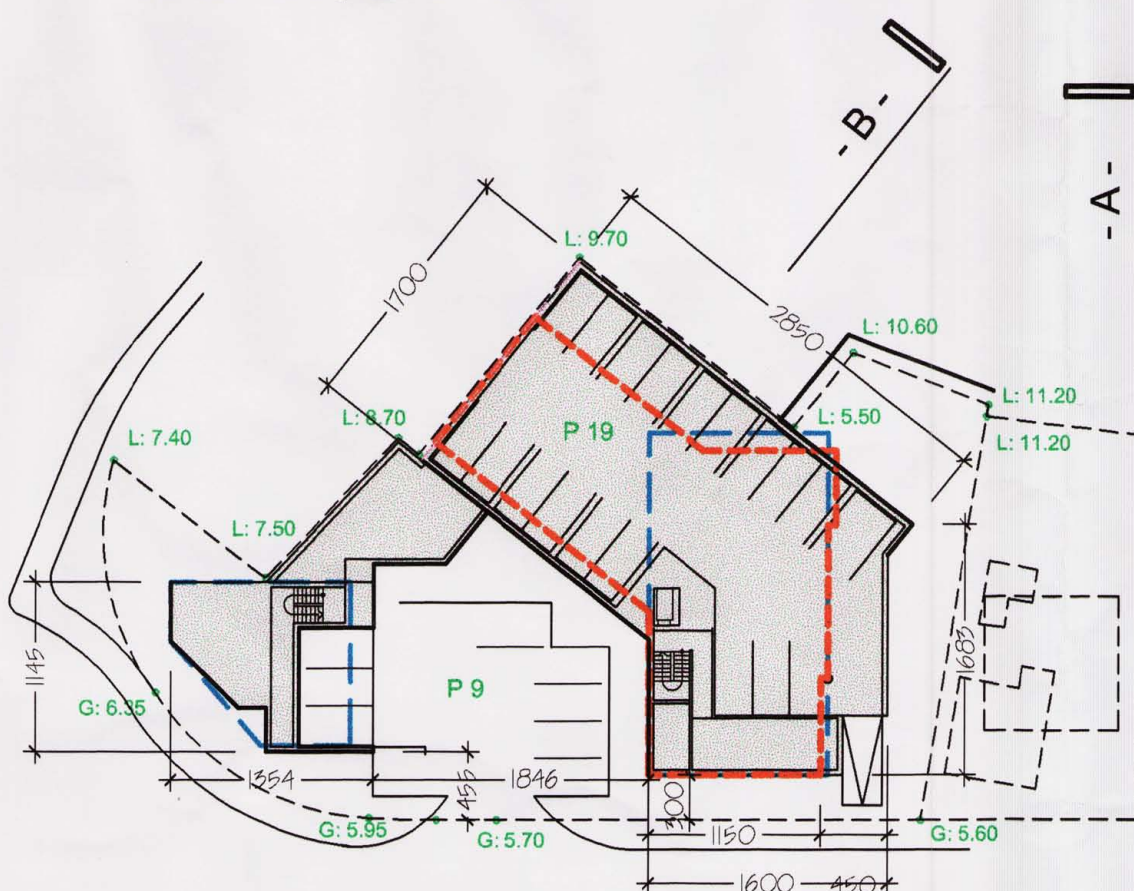 - B -
- A -
L: 9.70
1700
2850
L: 10.60
L: 11.20
L: 11.20
L: 8.70
L: 5.50
P 19
L: 7.40
L: 7.50
1145
1683
P 9
G: 6.35
1354
1846
455
300
G: 5.95
G: 5.70
1150
G: 5.60
1600
450